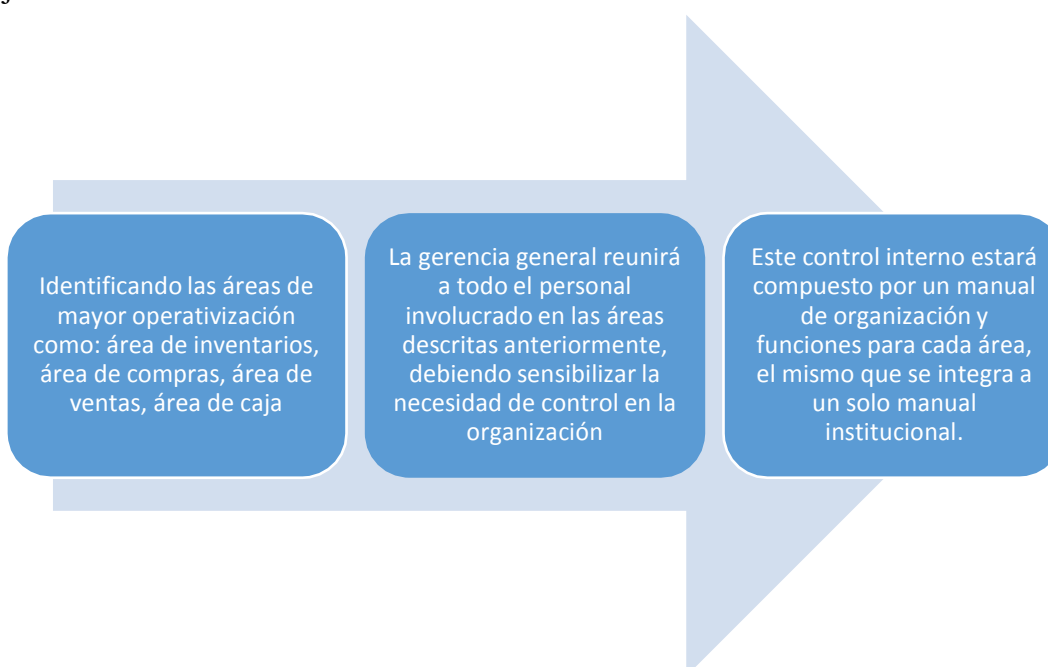 Identificando las áreas de
mayor operativización
como: área de inventarios,
área de compras, área de
ventas, área de caja
La gerencia general reunirá
a todo el personal
involucrado en las áreas
descritas anteriormente,
debiendo sensibilizar la
necesidad de control en la
organización
Este control interno estará
compuesto por un manual
de organización y
funciones para cada área,
el mismo que se integra a
un solo manual
institucional.